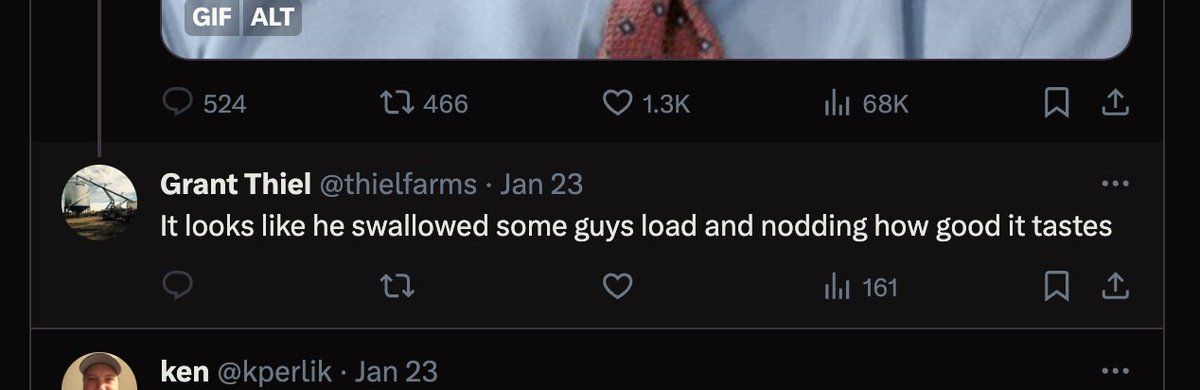 GIF ALT
524 466 1.3K 68K
Grant Thiel @thielfarms · Jan 23
It looks like he swallowed some guys load and nodding how good it tastes
161
ken @kperlik · Jan 23